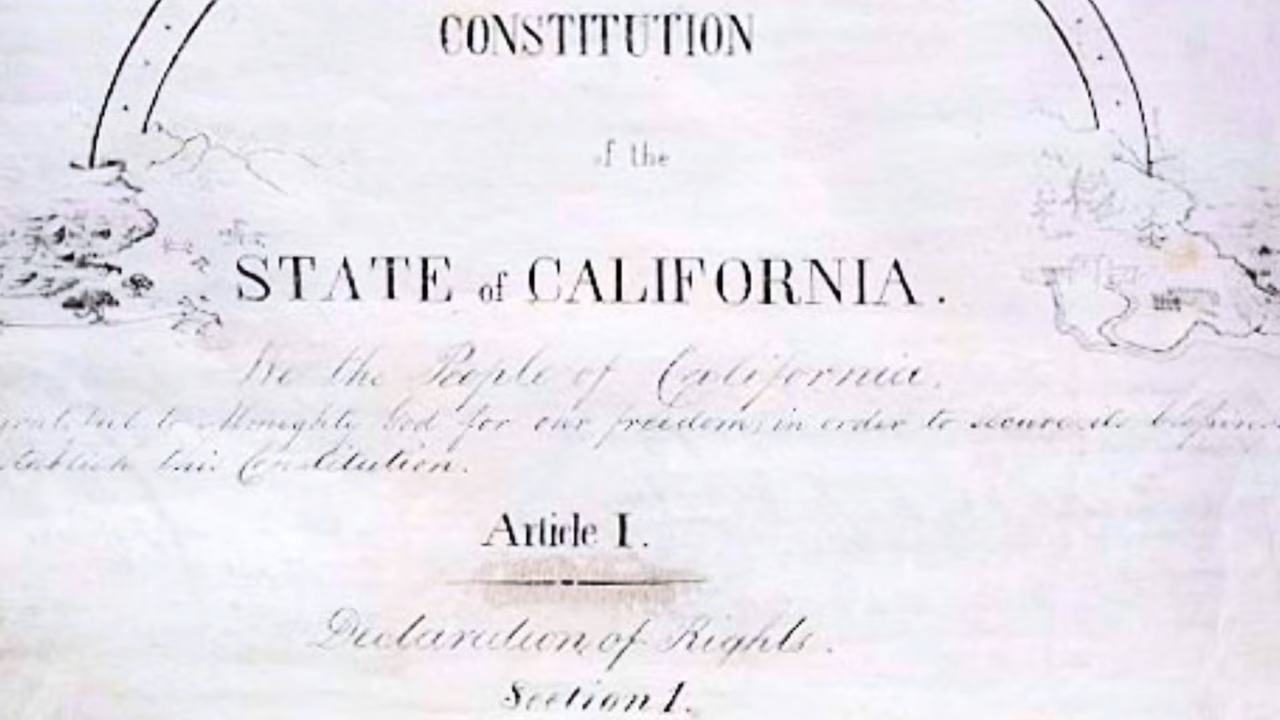 CONSTITUTION
of the
STATE of CALIFORNIA.
We the People of California,
grateful to Almighty God for our freedom, in order to secure its
this Constitution.
Article I.
Declaration of Rights.
Section 1.